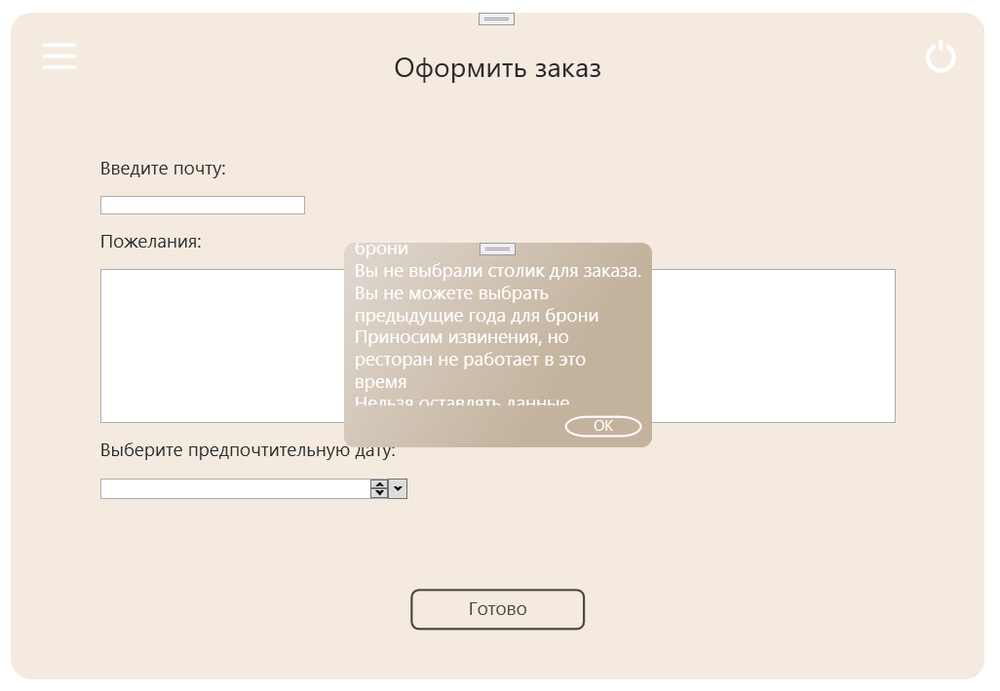 Оформить заказ
Введите почту:
Пожелания:
брони
Вы не выбрали столик для заказа.
Вы не можете выбрать
предыдущие года для брони
Приносим извинения, но
ресторан не работает в это
время
Нельзя оставлять данные
OK
Выберите предпочтительную дату:
Готово